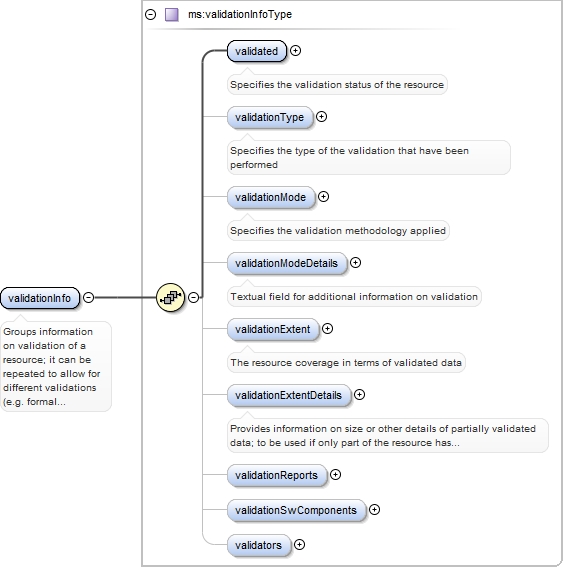 ms:validationInfoType
validated
Specifies the validation status of the resource
validationType
Specifies the type of the validation that have been
performed
validationMode
Specifies the validation methodology applied
validationModeDetails
Textual field for additional information on validation
validationInfo
Groups information
on validation of a
resource; it can be
repeated to allow for
different validations
(e.g. formal...
validationExtent
The resource coverage in terms of validated data
validationExtentDetails
Provides information on size or other details of partially validated
data; to be used if only part of the resource has...
validationReports
validationSwComponents
validators